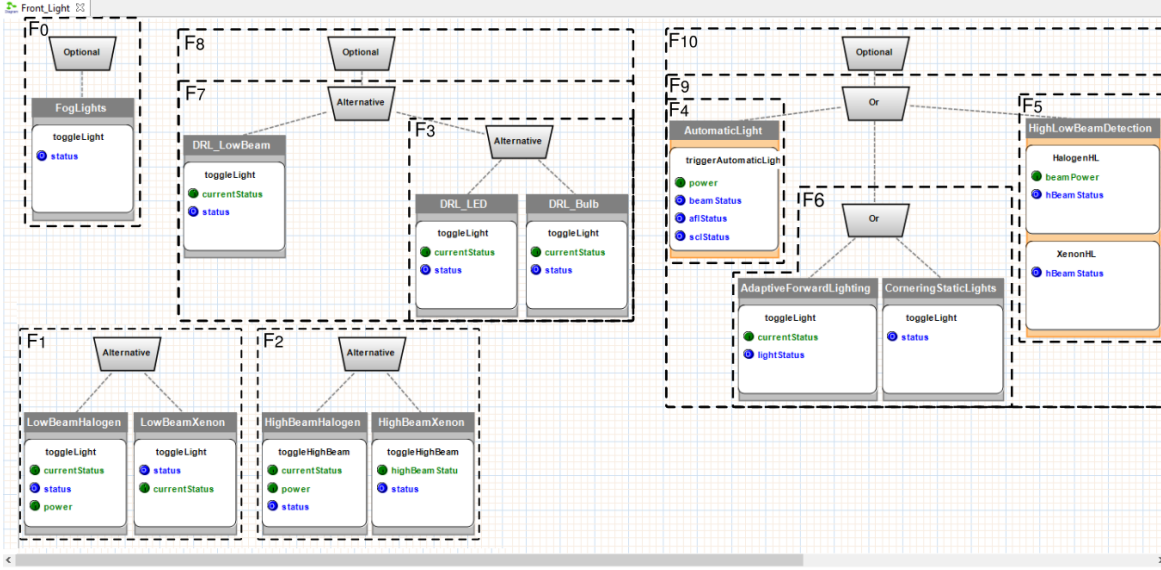 Front_Light
F0
Optional
FogLights
toggleLight
status
F8
Optional
F7
Alternative
DRL_LowBeam
toggleLight
currentStatus
status
F3
Alternative
DRL_LED
toggleLight
currentStatus
status
DRL_Bulb
toggleLight
currentStatus
status
F10
Optional
F9
Or
F4
AutomaticLight
triggerAutomaticLigh
power
beamStatus
aflStatus
sclStatus
F6
Or
AdaptiveForwardLighting
toggleLight
currentStatus
lightStatus
CorneringStaticLights
toggleLight
status
F5
HighLowBeamDetection
HalogenHL
beamPower
hBeamStatus
XenonHL
hBeamStatus
F1
Alternative
LowBeamHalogen
toggleLight
currentStatus
status
power
LowBeamXenon
toggleLight
status
currentStatus
F2
Alternative
HighBeamHalogen
toggleHighBeam
currentStatus
power
status
HighBeamXenon
toggleHighBeam
highBeamStatu
status